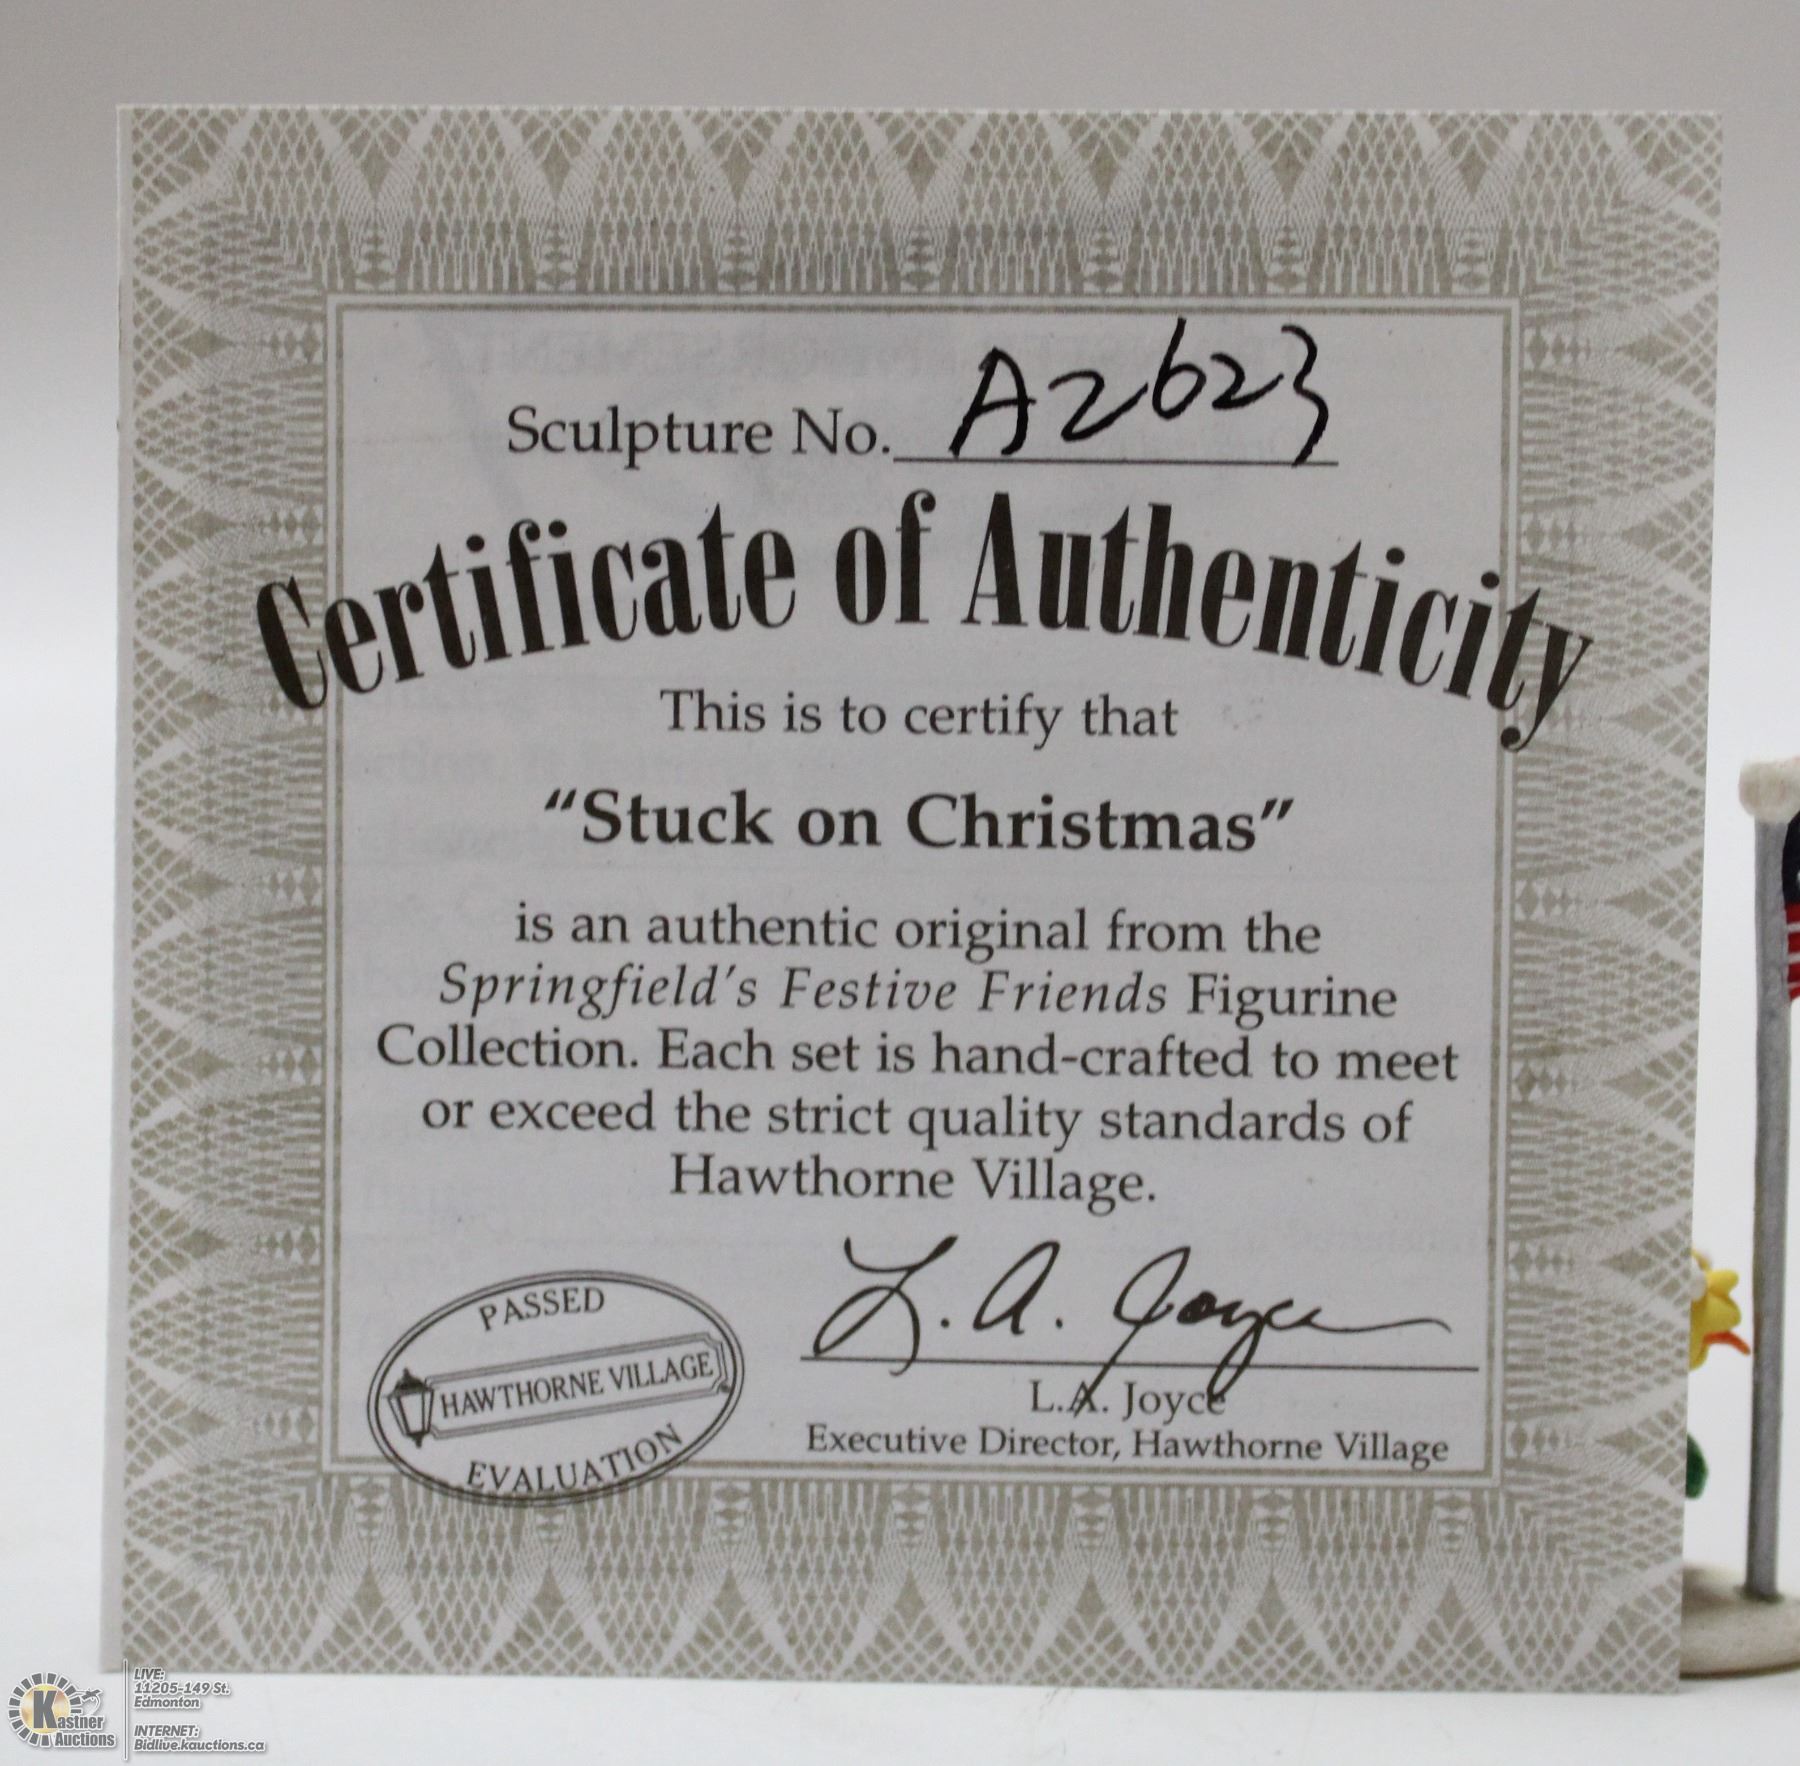 Sculpture No. A2623
Certificate of Authenticity
This is to certify that
"Stuck on Christmas"
is an authentic original from the
Springfield's Festive Friends Figurine
Collection. Each set is hand-crafted to meet
or exceed the strict quality standards of
Hawthorne Village.
L. A. Joyce
L.A. Joyce
Executive Director, Hawthorne Village
PASSED
HAWTHORNE VILLAGE
EVALUATION
Kastner
Auctions
LIVE:
11205-149 St.
Edmonton
INTERNET:
Bidlive.kauctions.ca